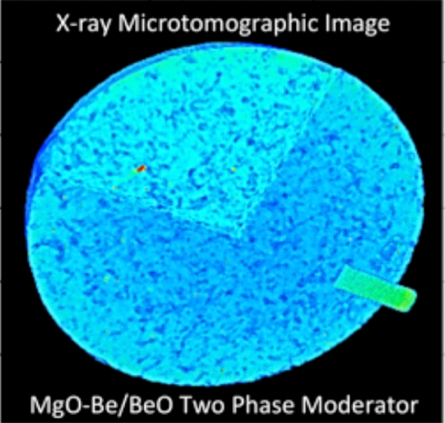 X-ray Microtomographic Image
MgO-Be/BeO Two Phase Moderator